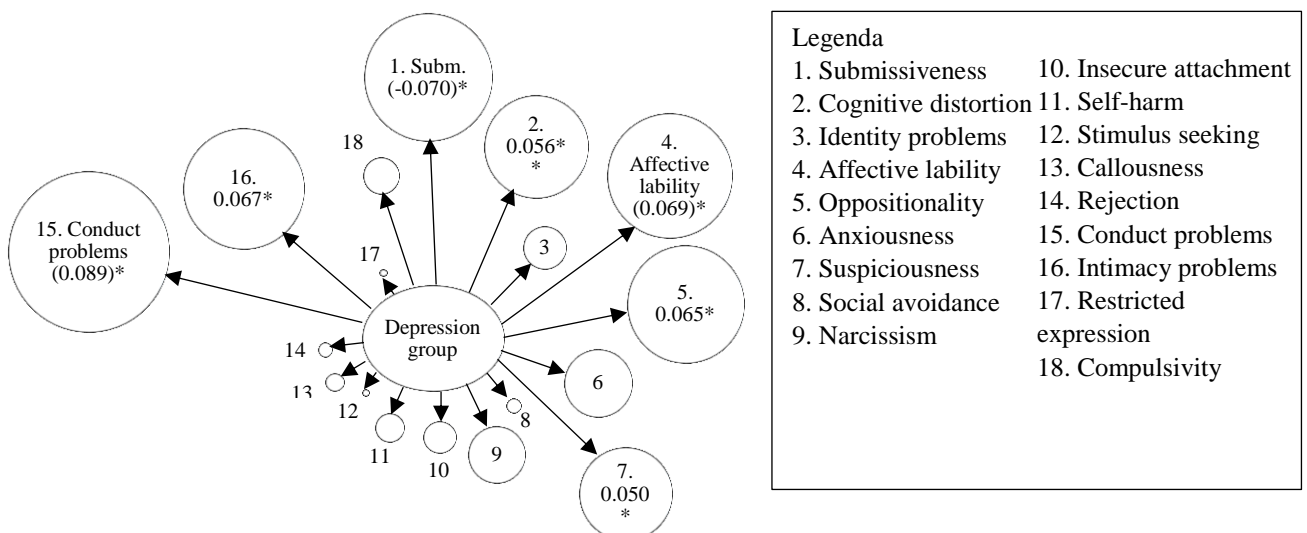 1. Subm.
(-0.070)*
2.
0.056*
*
18
4.
Affective
lability
(0.069)*
16.
0.067*
15. Conduct
problems
(0.089)*
3
17
5.
0.065*
Depression
group
14
13
12
6
8
11
10
9
7.
0.050
*
Legenda
1. Submissiveness
2. Cognitive distortion
3. Identity problems
4. Affective lability
5. Oppositionality
6. Anxiousness
7. Suspiciousness
8. Social avoidance
9. Narcissism
10. Insecure attachment
11. Self-harm
12. Stimulus seeking
13. Callousness
14. Rejection
15. Conduct problems
16. Intimacy problems
17. Restricted
expression
18. Compulsivity